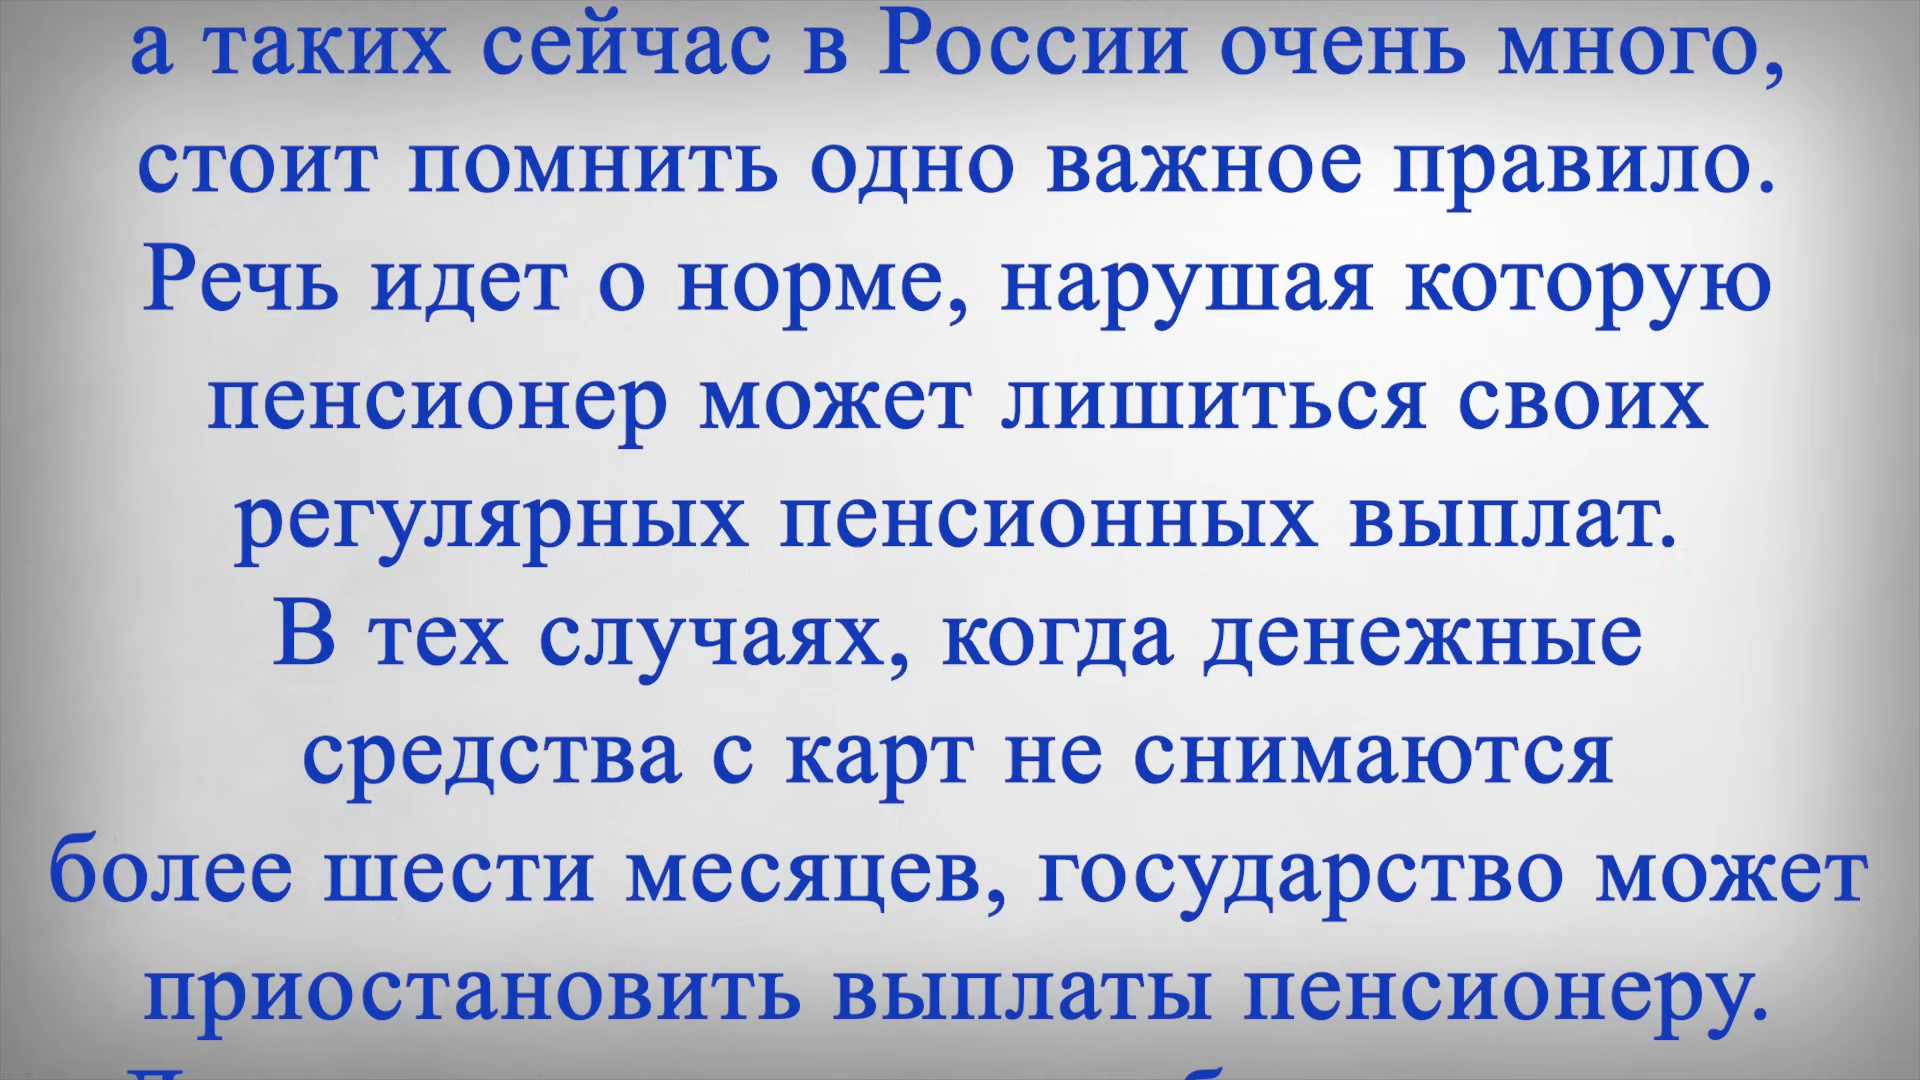 а таких сейчас в России очень много,
стоит помнить одно важное правило.
Речь идет о норме, нарушая которую
пенсионер может лишиться своих
регулярных пенсионных выплат.
В тех случаях, когда денежные
средства с карт не снимаются
более шести месяцев, государство может
приостановить выплаты пенсионеру.